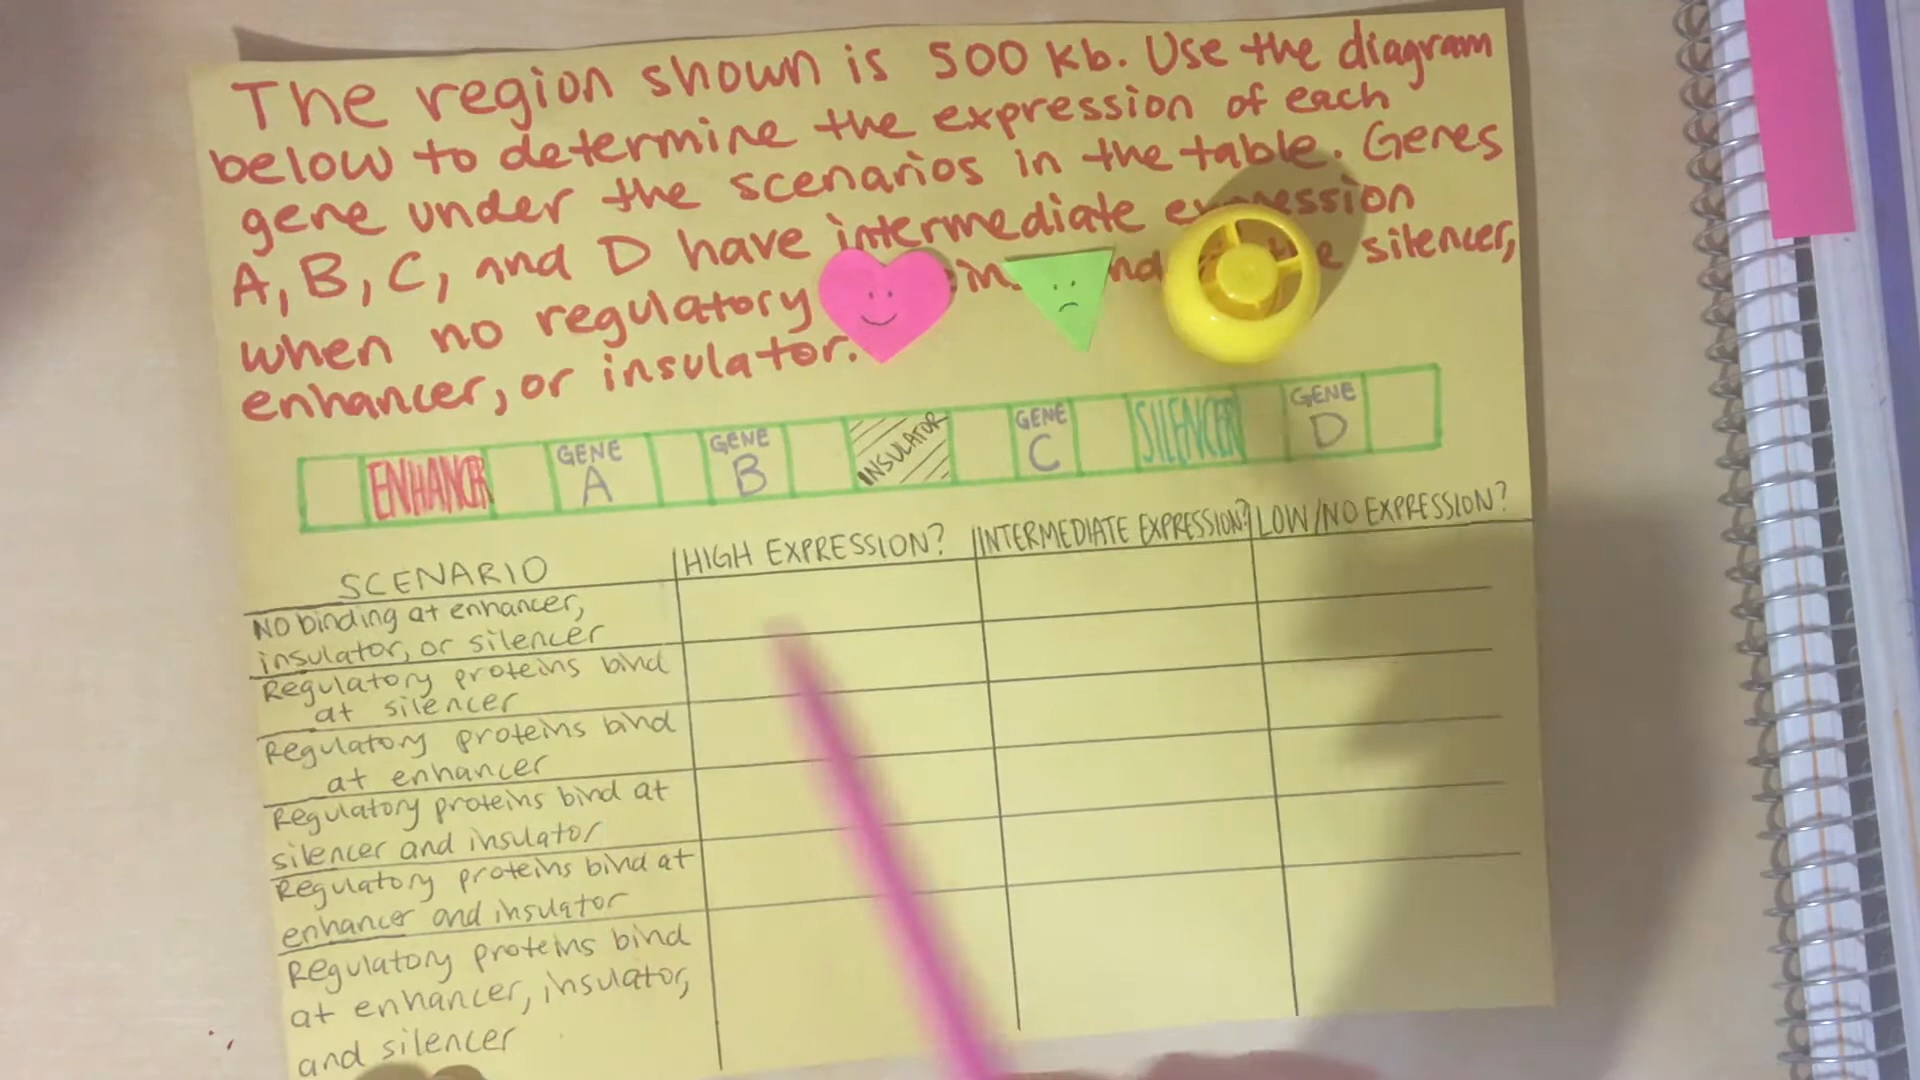 The region shown is 500 kb. Use the diagram
below to determine the expression of each
gene under the scenarios in the table. Genes
A, B, C, and D have intermediate expression
when no regulatory silencer,
enhancer, or insulator.
ENHANCER GENE A GENE B INSULATOR GENE C SILENCER GENE D
SCENARIO HIGH EXPRESSION? INTERMEDIATE EXPRESSION? LOW/NO EXPRESSION?
NO binding at enhancer,
insulator, or silencer
Regulatory proteins bind
at silencer
Regulatory proteins bind
at enhancer
Regulatory proteins bind at
silencer and insulator
Regulatory proteins bind at
enhancer and insulator
Regulatory proteins bind
at enhancer, insulator,
and silencer